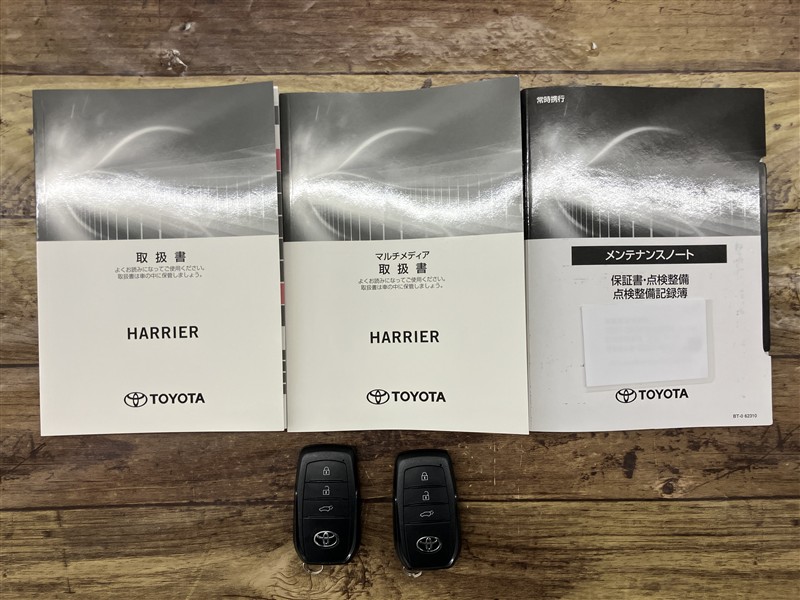 取扱書
よくお読みになってご使用ください。
取扱書は車の中に保管しましょう。
HARRIER
TOYOTA
マルチメディア
取扱書
よくお読みになってご使用ください。
取扱書は車の中に保管しましょう。
HARRIER
TOYOTA
常時携行
メンテナンスノート
保証書・点検整備
点検整備記録簿
TOYOTA